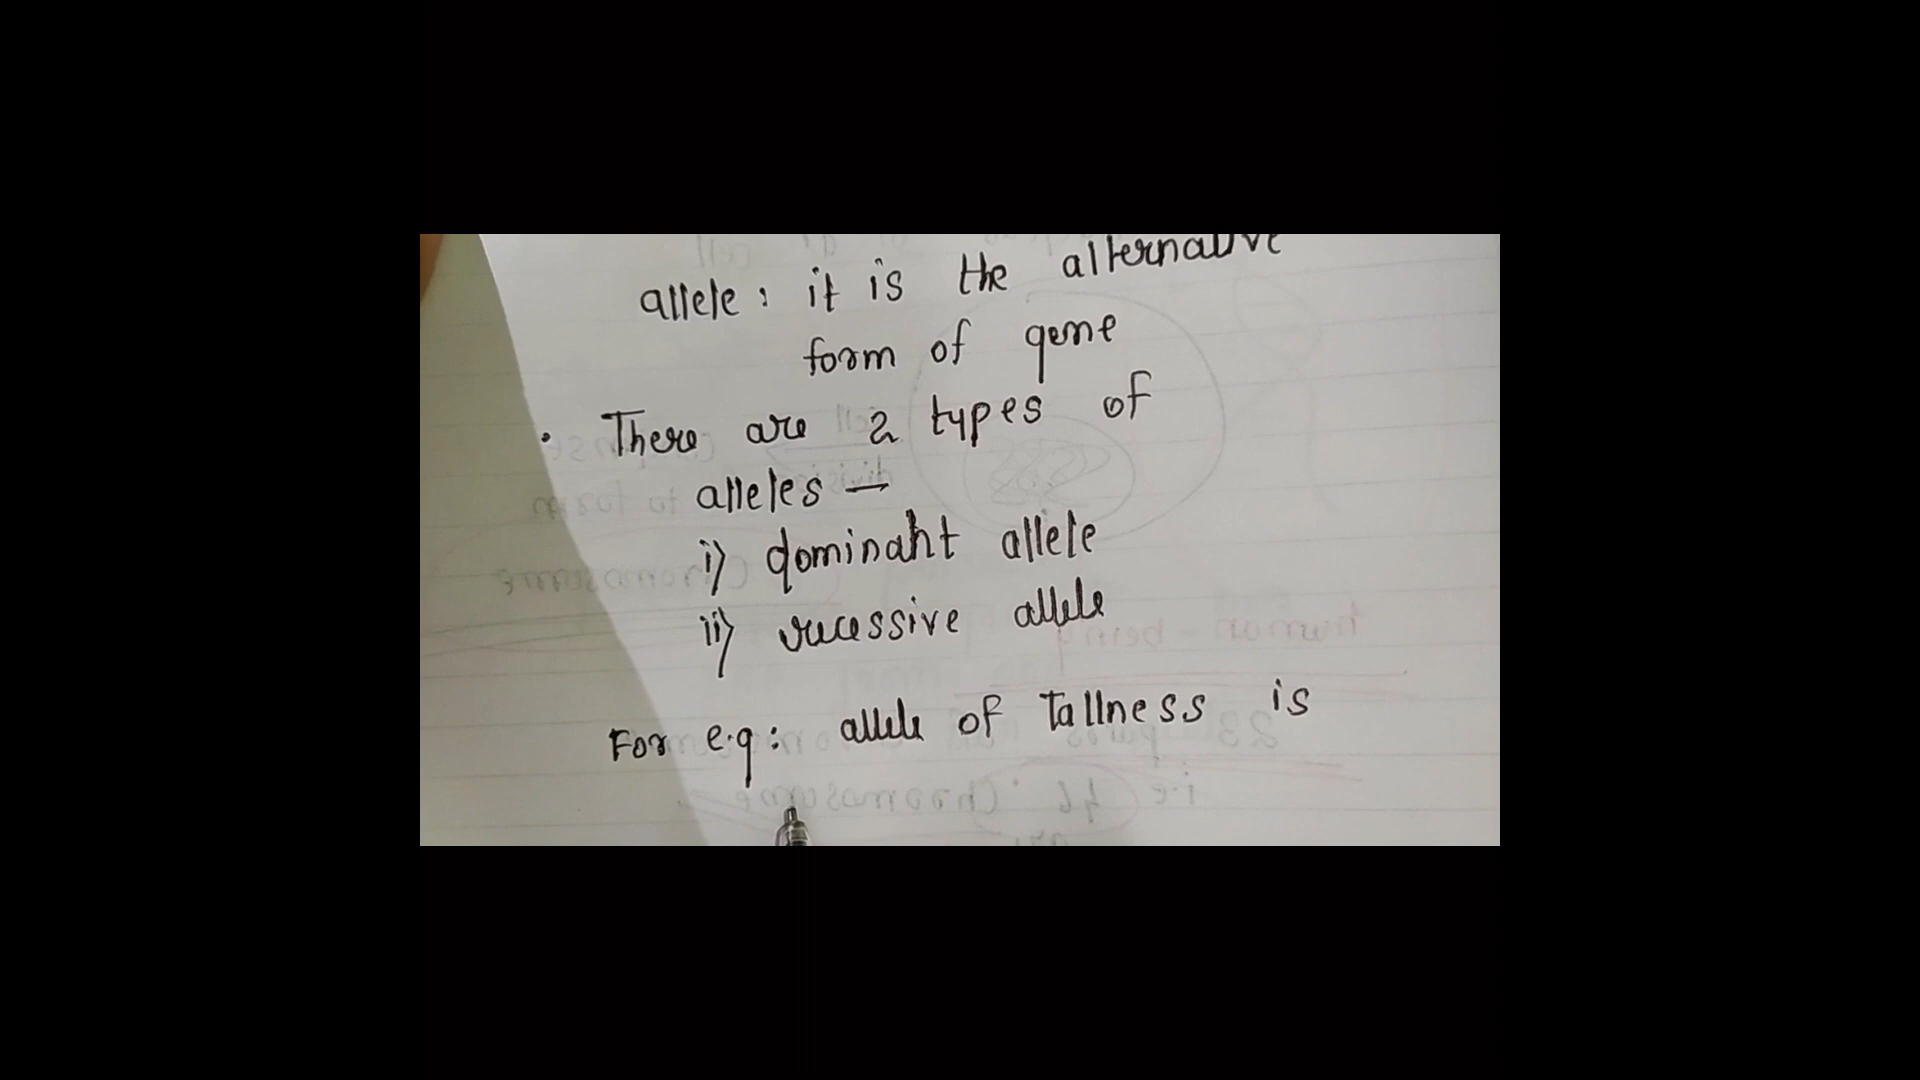 allele: it is the alternative
form of gene
• There are 2 types of
alleles —
i) dominant allele
ii) recessive allele
For e.g: allele of Tallness is